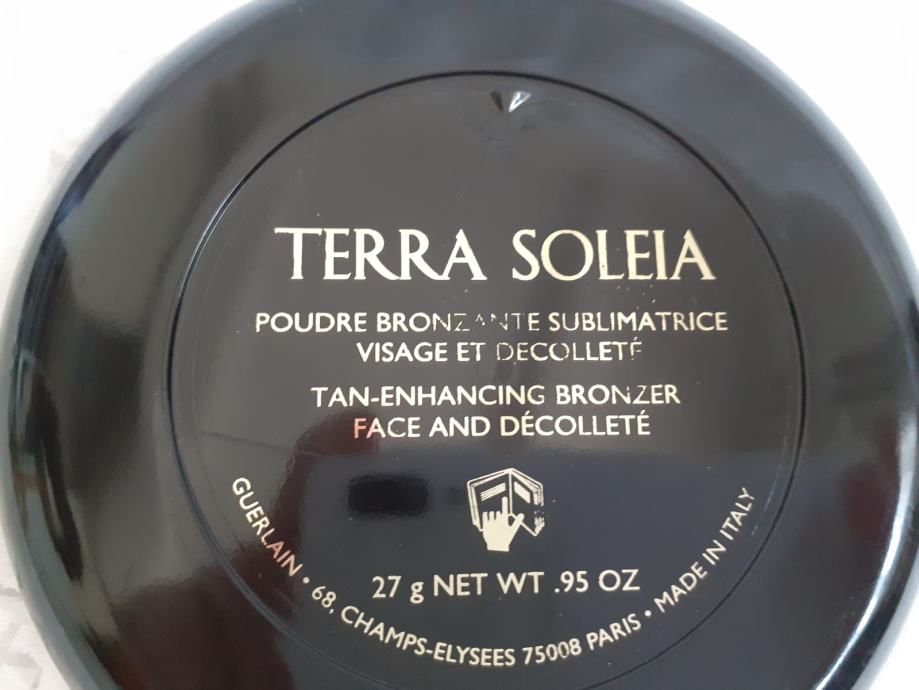 TERRA SOLEIA
POUDRE BRONZANTE SUBLIMATRICE
VISAGE ET DECOLLETÉ
TAN-ENHANCING BRONZER
FACE AND DÉCOLLETÉ
27 g NET WT .95 OZ
GUERLAIN • 68, CHAMPS-ELYSEES 75008 PARIS • MADE IN ITALY